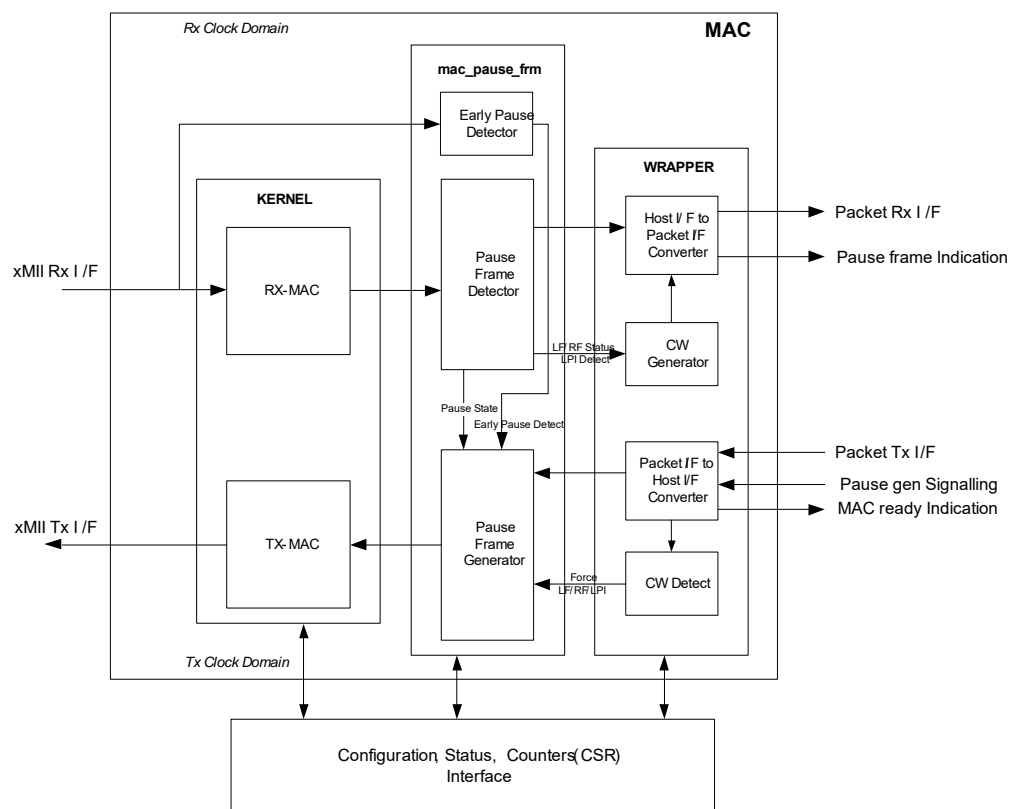 Rx Clock Domain
MAC
mac_pause_frm
Early Pause
Detector
WRAPPER
KERNEL
Host I/ F to
Packet I/F
Converter
Packet Rx I /F
Pause frame Indication
xMII Rx I /F
RX-MAC
Pause
Frame
Detector
LF/ RF Status
LPI Detect
CW
Generator
Pause State
Early Pause Detect
Packet I/F to
Host I/F
Converter
Packet Tx I/F
Pause gen Signalling
MAC ready Indication
xMII Tx I /F
TX-MAC
Pause
Frame
Generator
Force
LF/RF/LPI
CW Detect
Tx Clock Domain
Configuration, Status, Counters(CSR)
Interface